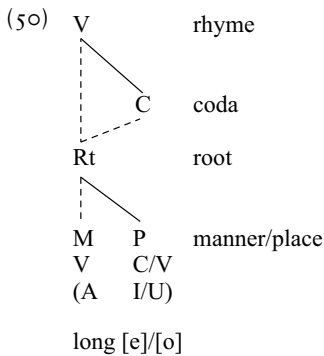 (50) V rhyme
C coda
Rt root
M P manner/place
V C/V
(A I/U)
long [e]/[o]